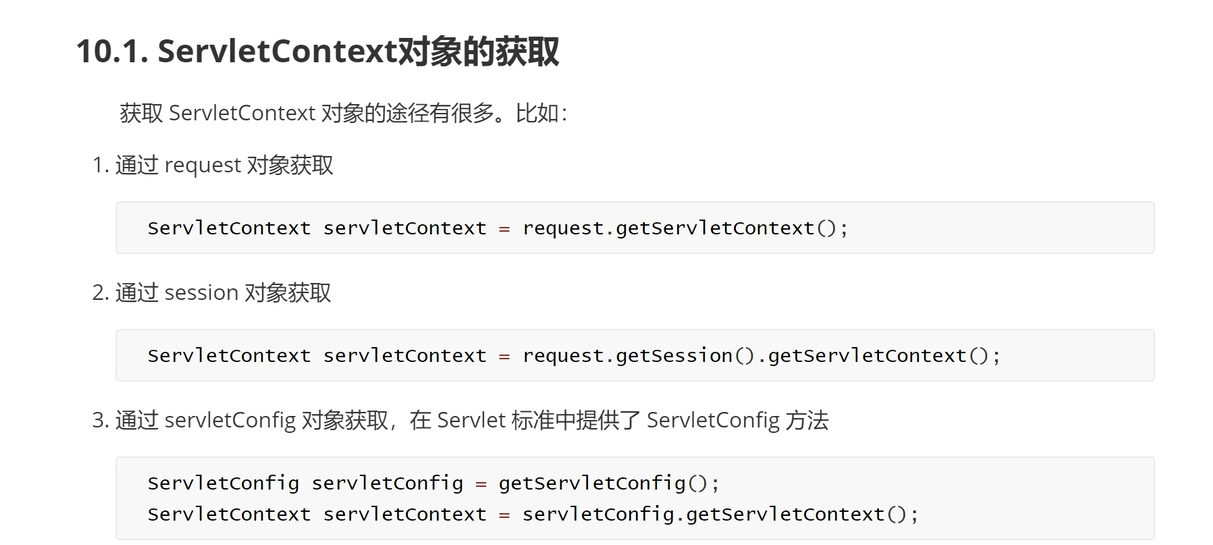 10.1. ServletContext对象的获取
获取 ServletContext 对象的途径有很多。比如：
1. 通过 request 对象获取
ServletContext servletContext = request.getServletContext();
2. 通过 session 对象获取
ServletContext servletContext = request.getSession().getServletContext();
3. 通过 servletConfig 对象获取，在 Servlet 标准中提供了 ServletConfig 方法
ServletConfig servletConfig = getServletConfig();
ServletContext servletContext = servletConfig.getServletContext();